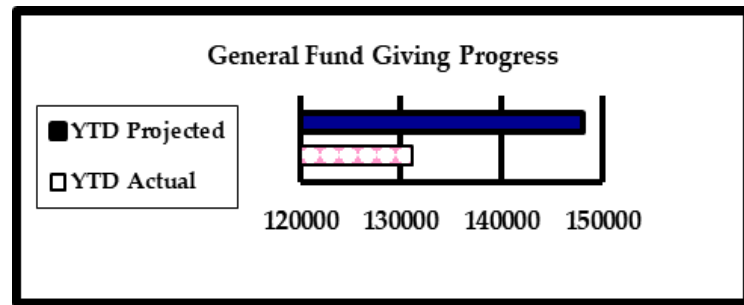 General Fund Giving Progress
YTD Projected
YTD Actual
120000 130000 140000 150000